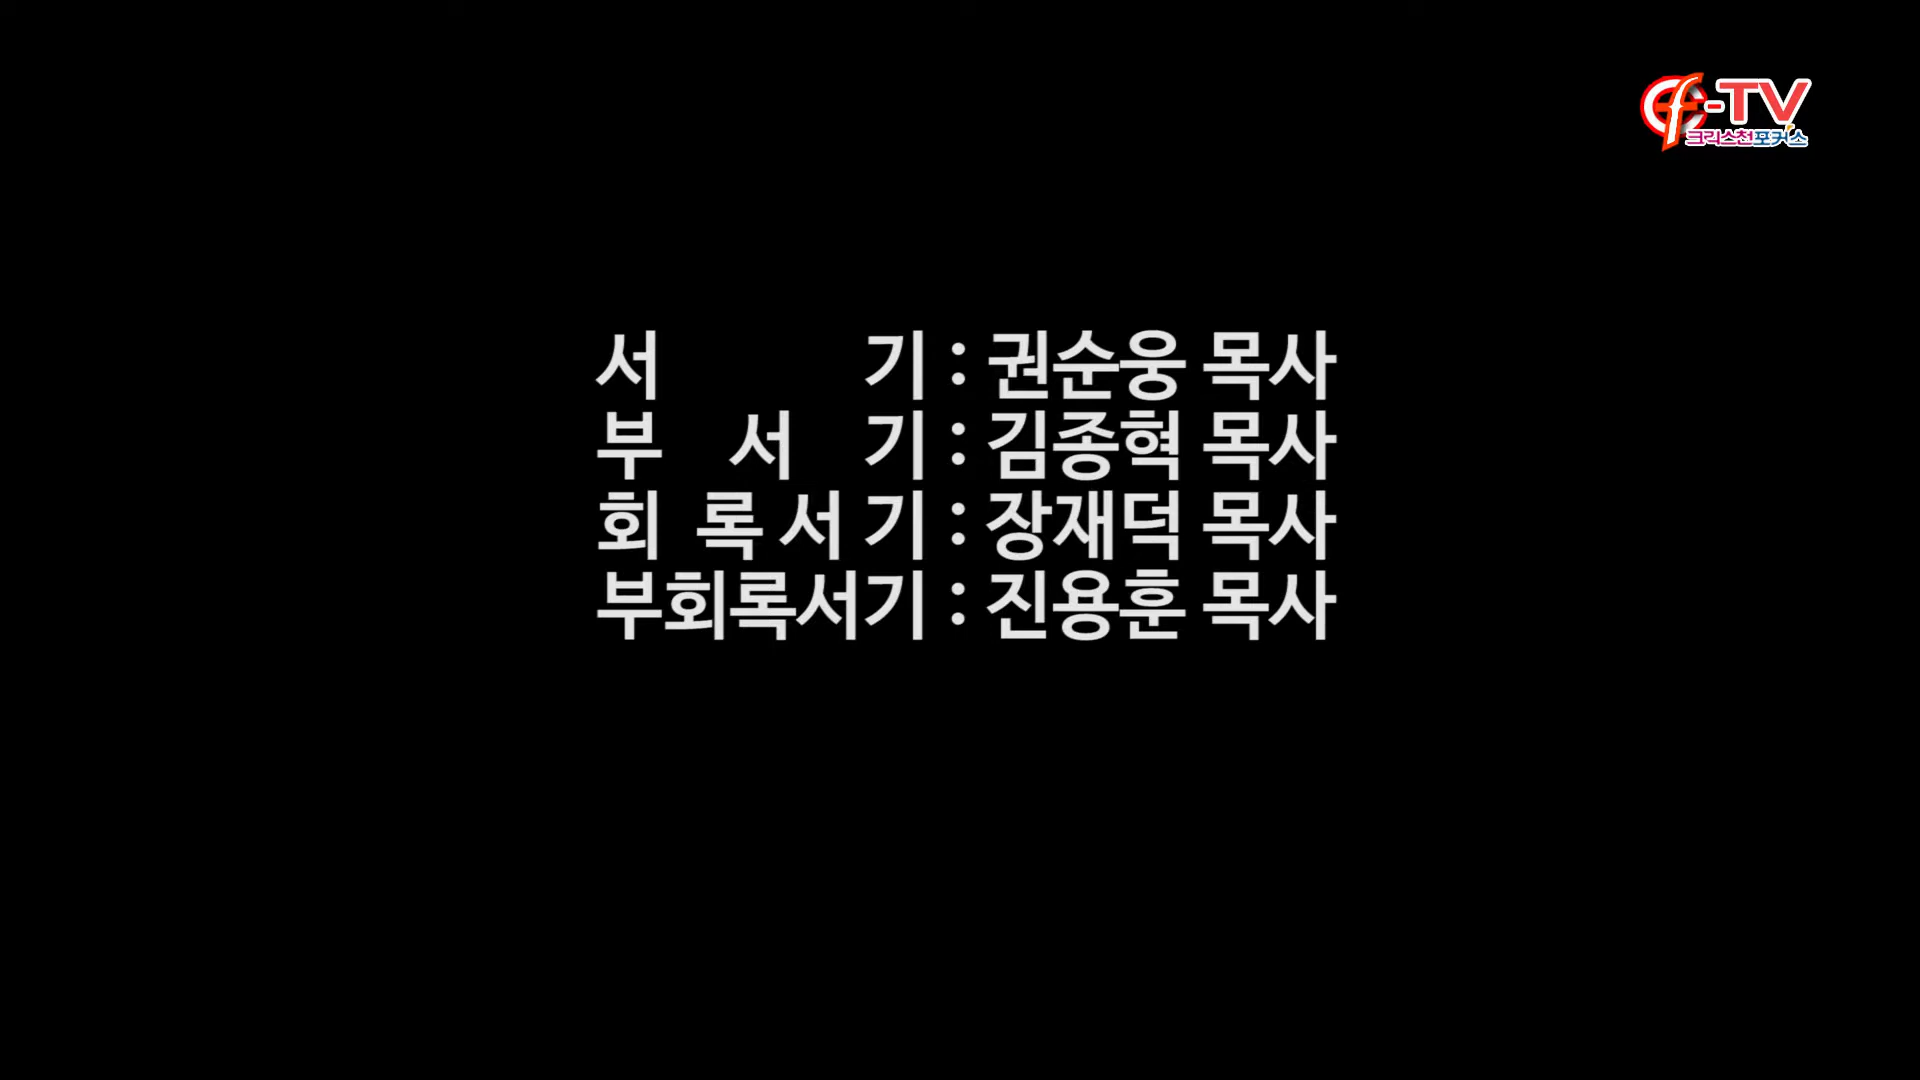 cf-TV
크리스천포커스
서 기 : 권순웅 목사
부 서 기 : 김종혁 목사
회 록 서 기 : 장재덕 목사
부회록서기 : 진용훈 목사